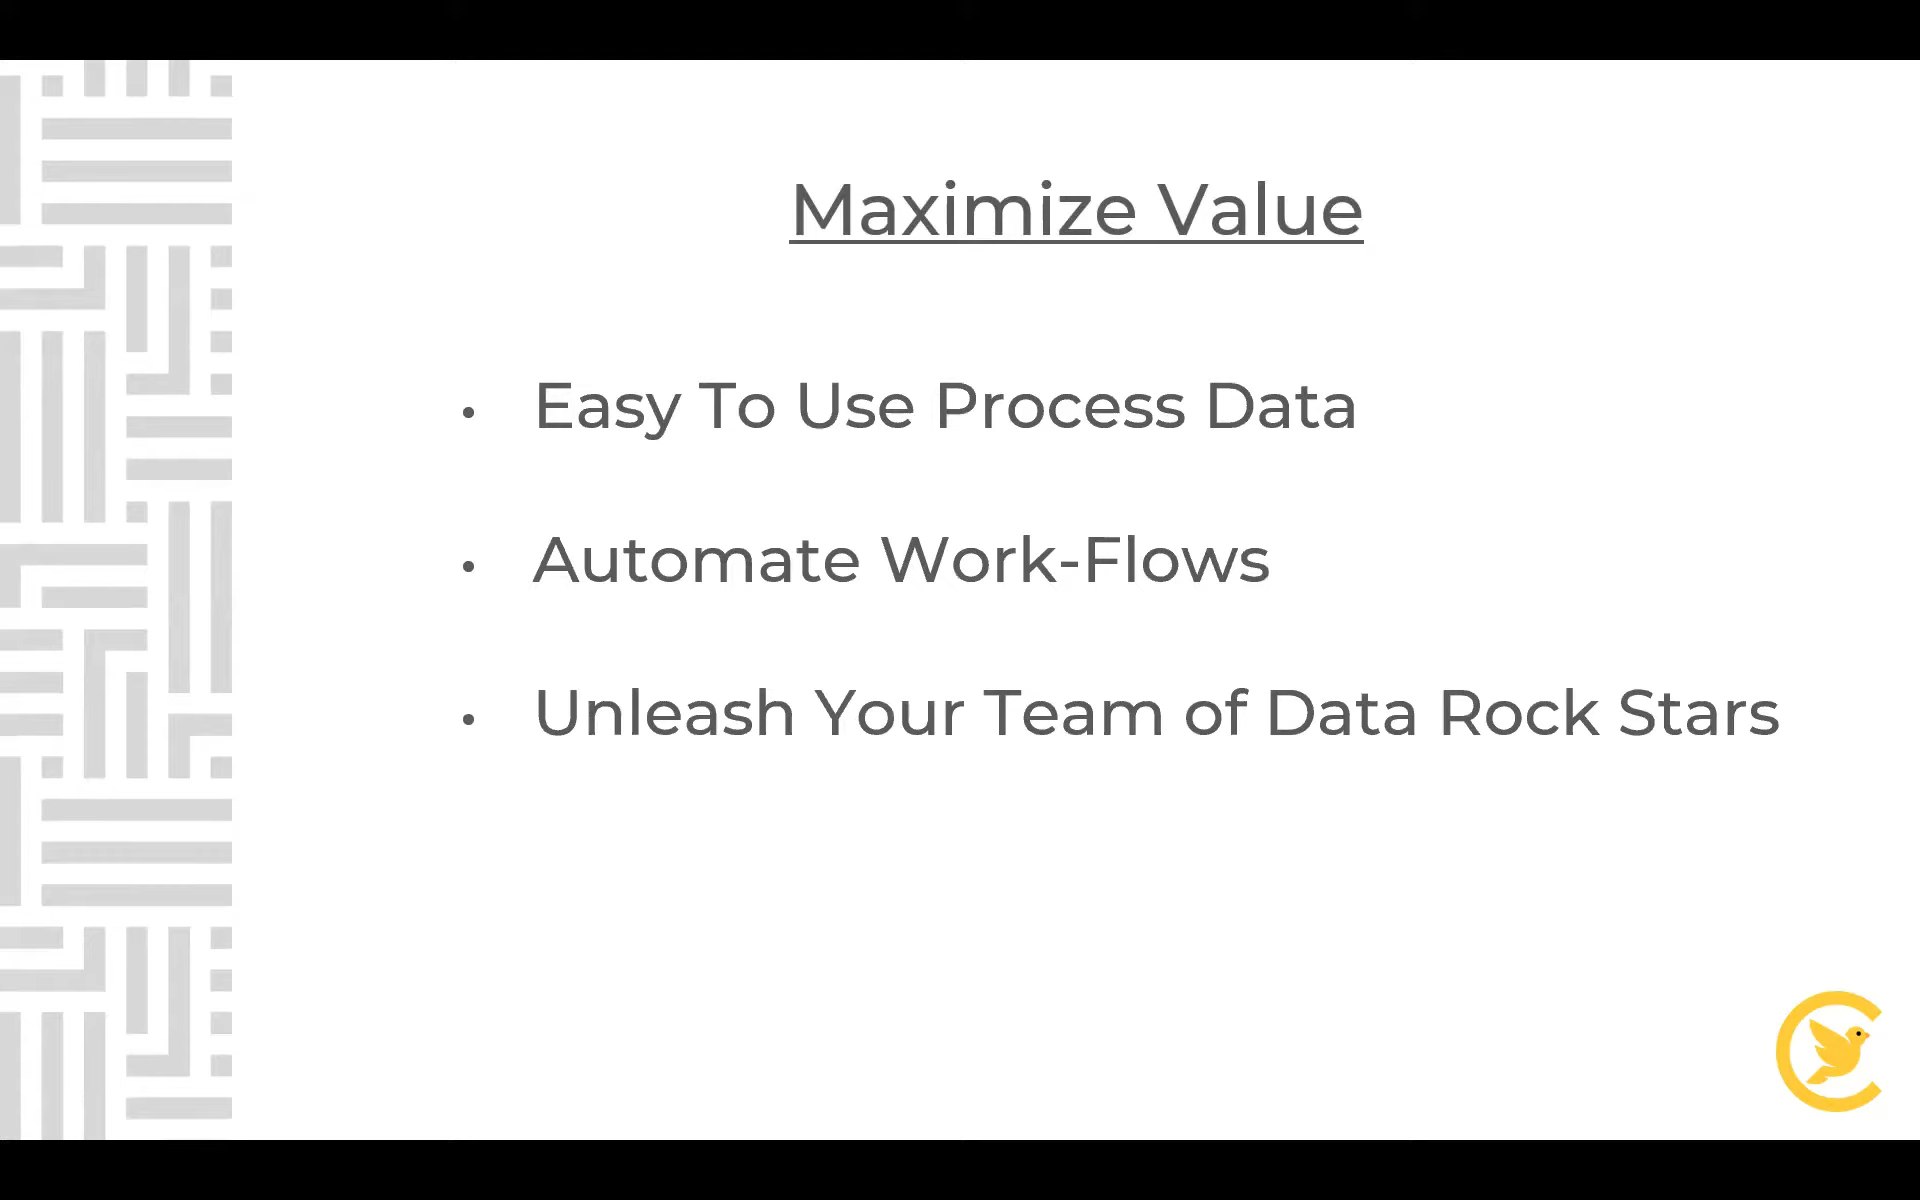 Maximize Value
• Easy To Use Process Data
• Automate Work-Flows
• Unleash Your Team of Data Rock Stars